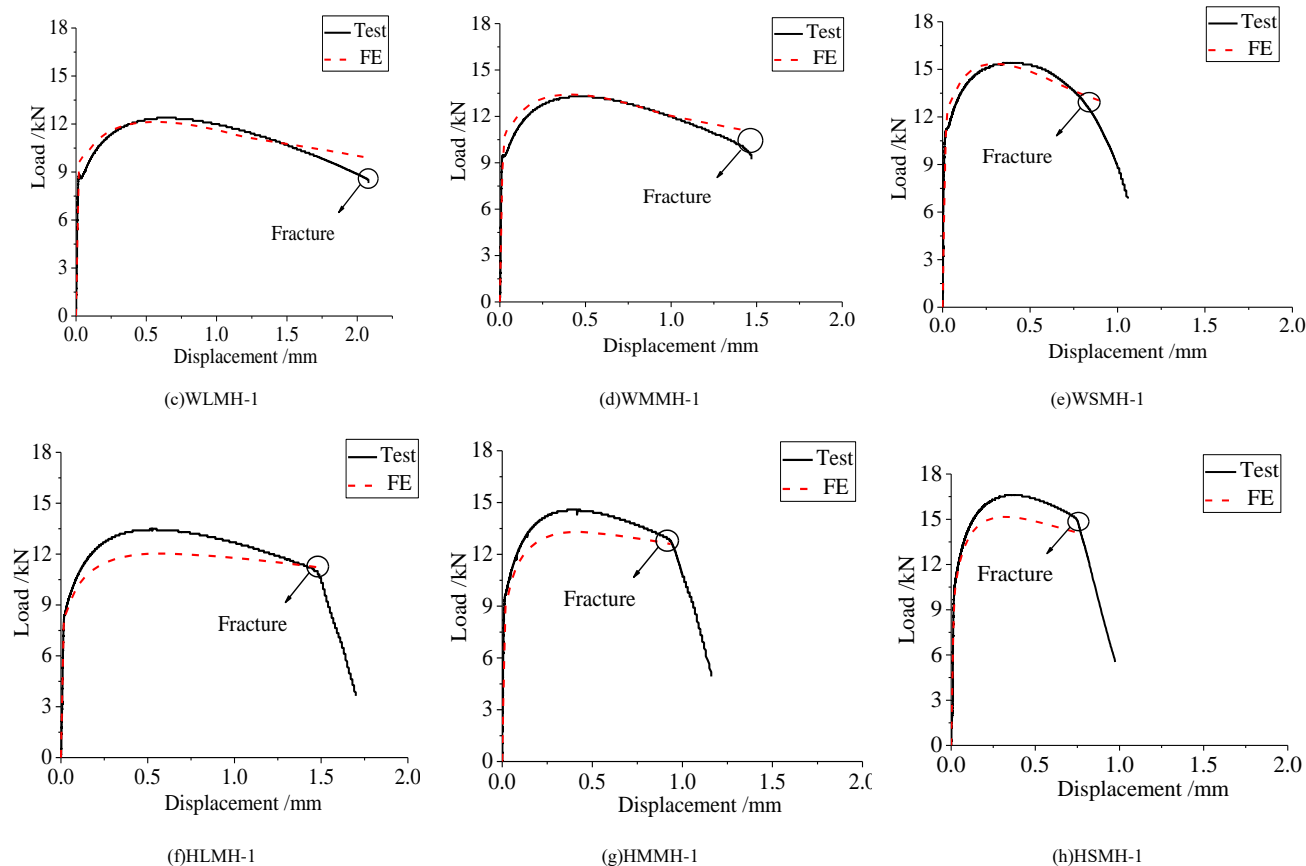 18
15
12
9
6
3
0
Load /kN
Test
FE
Fracture
0.0 0.5 1.0 1.5 2.0
Displacement /mm
(c)WLMH-1
18
15
12
9
6
3
0
Load /kN
Test
FE
Fracture
0.0 0.5 1.0 1.5 2.0
Displacement /mm
(d)WMMH-1
18
15
12
9
6
3
0
Load /kN
Test
FE
Fracture
0.0 0.5 1.0 1.5 2.0
Displacement /mm
(e)WSMH-1
18
15
12
9
6
3
0
Load /kN
Test
FE
Fracture
0.0 0.5 1.0 1.5 2.0
Displacement /mm
(f)HLMH-1
18
15
12
9
6
3
0
Load /kN
Test
FE
Fracture
0.0 0.5 1.0 1.5 2.0
Displacement /mm
(g)HMMH-1
18
15
12
9
6
3
0
Load /kN
Test
FE
Fracture
0.0 0.5 1.0 1.5 2.0
Displacement /mm
(h)HSMH-1